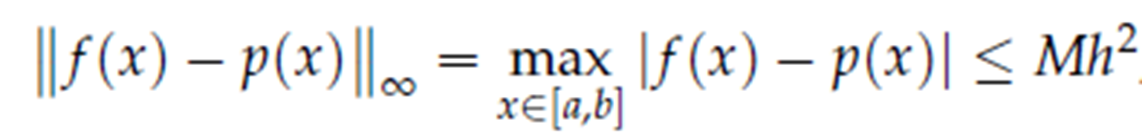 ‖f(x) − p(x)‖∞ = max x∈[a,b] |f(x) − p(x)| ≤ Mh².